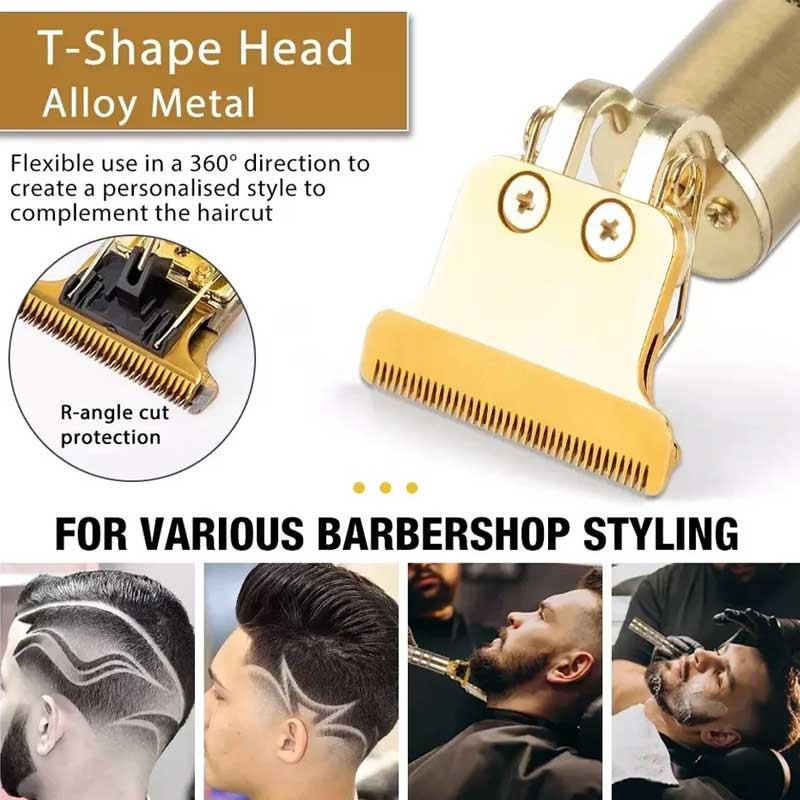 T-Shape Head
Alloy Metal
Flexible use in a 360° direction to
create a personalised style to
complement the haircut
R-angle cut
protection
FOR VARIOUS BARBERSHOP STYLING